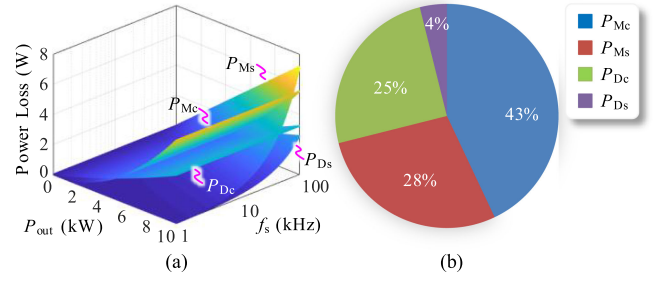 Power Loss (W)
8
6
4
2
0
0
2
4
6
8
10
P_out (kW)
1
10
100
f_s (kHz)
P_Ms
P_Mc
P_Dc
P_Ds
(a)
4%
25%
43%
28%
P_Mc
P_Ms
P_Dc
P_Ds
(b)